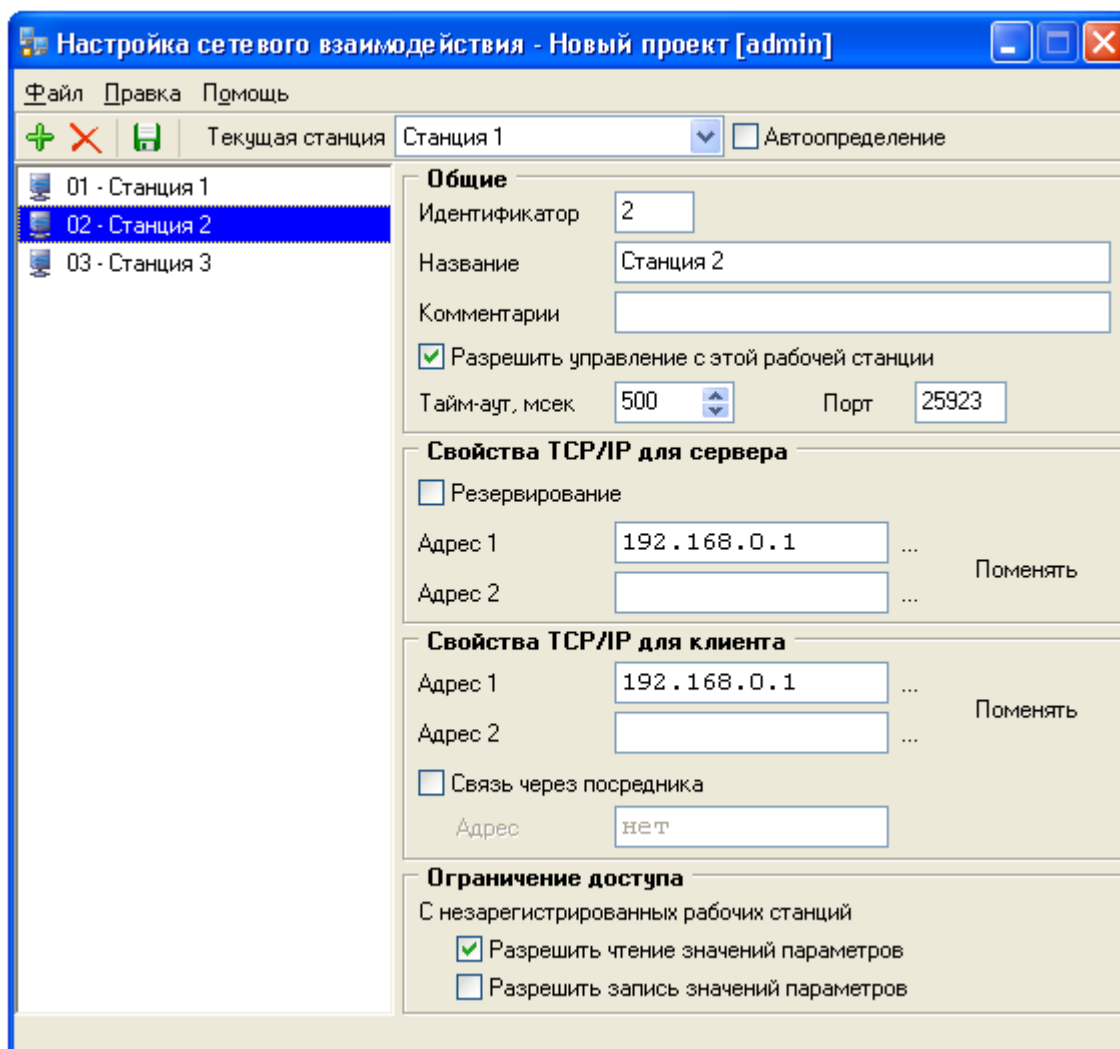 Настройка сетевого взаимодействия - Новый проект [admin]
Файл Правка Помощь
Текущая станция Станция 1 Автоопределение
01 - Станция 1
02 - Станция 2
03 - Станция 3
Общие
Идентификатор 2
Название Станция 2
Комментарии
Разрешить управление с этой рабочей станции
Тайм-аут, мсек 500 Порт 25923
Свойства TCP/IP для сервера
Резервирование
Адрес 1 192.168.0.1 ...
Поменять
Адрес 2 ...
Свойства TCP/IP для клиента
Адрес 1 192.168.0.1 ...
Поменять
Адрес 2 ...
Связь через посредника
Адрес нет
Ограничение доступа
С незарегистрированных рабочих станций
Разрешить чтение значений параметров
Разрешить запись значений параметров